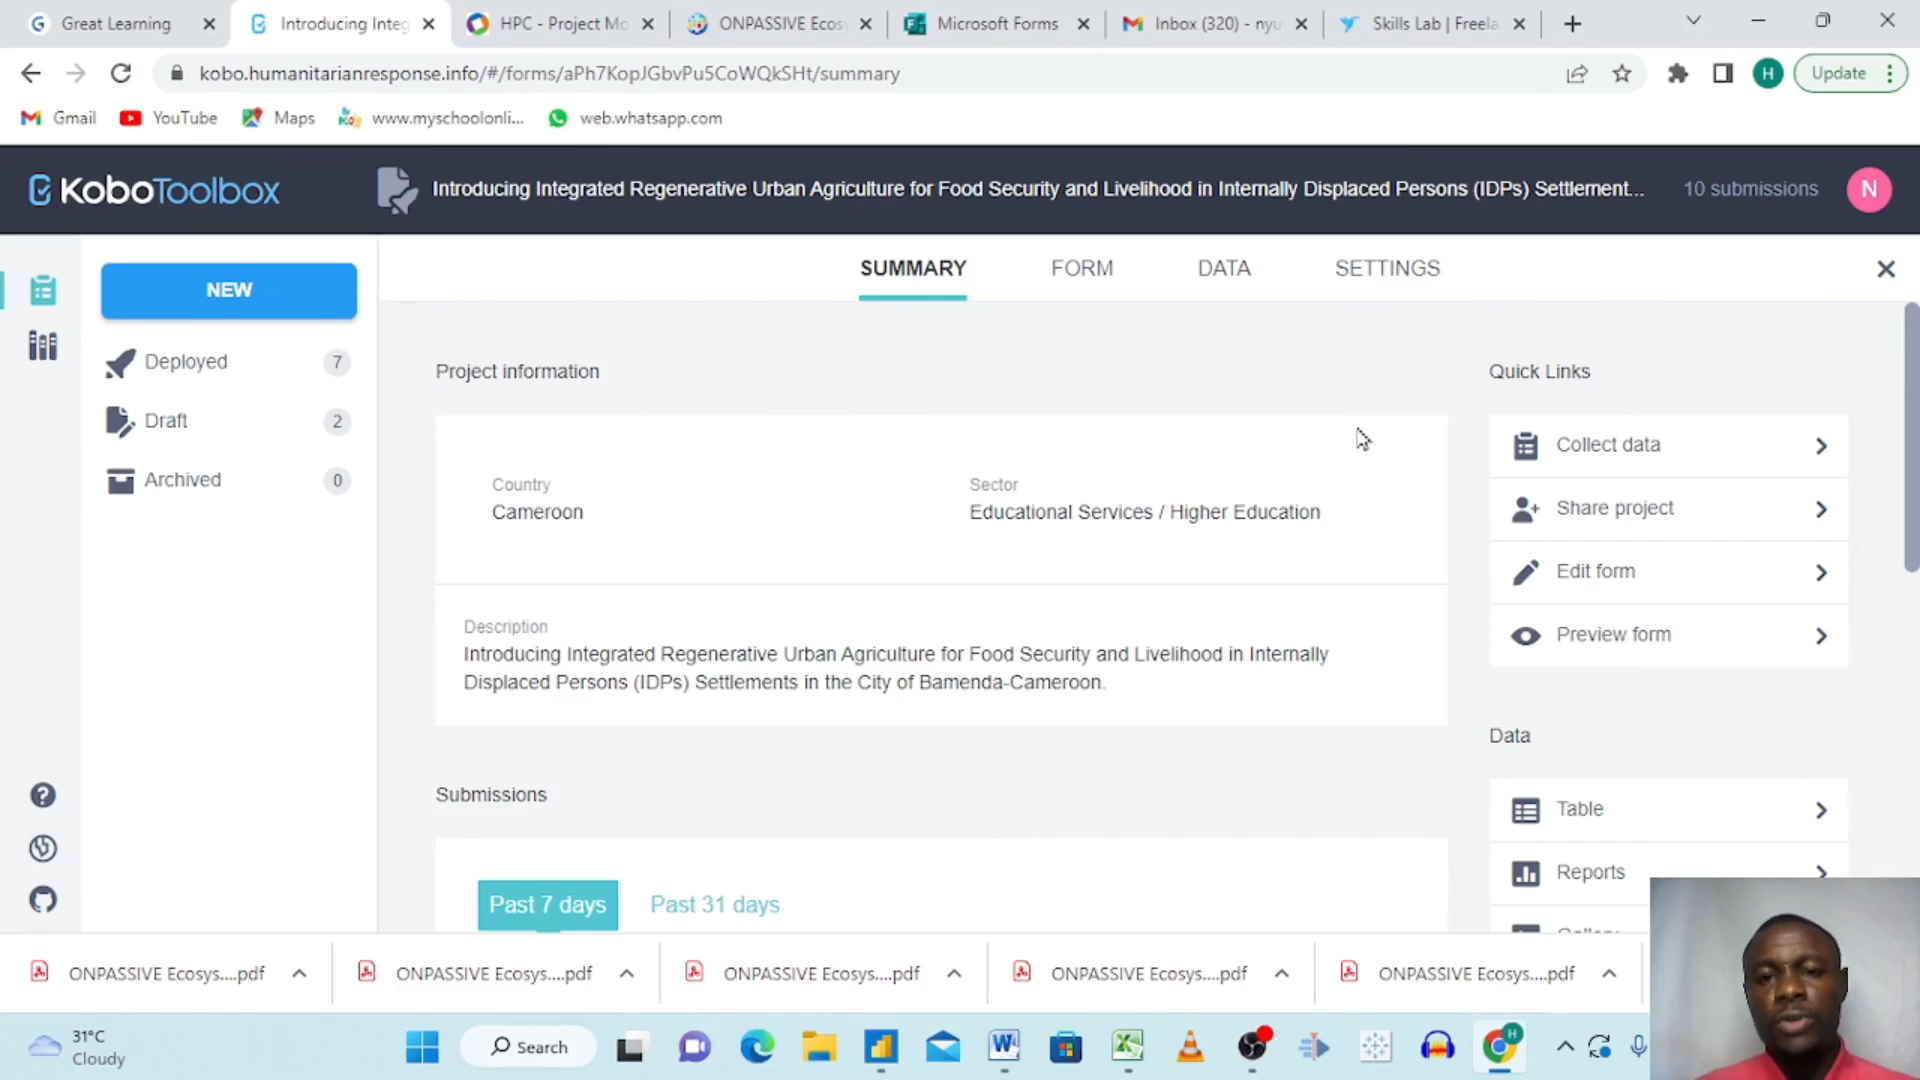 Great Learning
Introducing Integ
HPC - Project Mo
ONPASSIVE Ecos
Microsoft Forms
Inbox (320) - nyu
Skills Lab | Freela
kobo.humanitarianresponse.info/#/forms/aPh7KopJGbvPu5CoWQkSHt/summary
H
Update
Gmail
YouTube
Maps
www.myschoolonli...
web.whatsapp.com
KoboToolbox
Introducing Integrated Regenerative Urban Agriculture for Food Security and Livelihood in Internally Displaced Persons (IDPs) Settlement...
10 submissions
N
NEW
Deployed 7
Draft 2
Archived 0
SUMMARY
FORM
DATA
SETTINGS
Project information
Country
Cameroon
Sector
Educational Services / Higher Education
Description
Introducing Integrated Regenerative Urban Agriculture for Food Security and Livelihood in Internally
Displaced Persons (IDPs) Settlements in the City of Bamenda-Cameroon.
Submissions
Past 7 days
Past 31 days
Quick Links
Collect data
Share project
Edit form
Preview form
Data
Table
Reports
ONPASSIVE Ecosys....pdf
ONPASSIVE Ecosys....pdf
ONPASSIVE Ecosys....pdf
ONPASSIVE Ecosys....pdf
ONPASSIVE Ecosys....pdf
31°C
Cloudy
Search